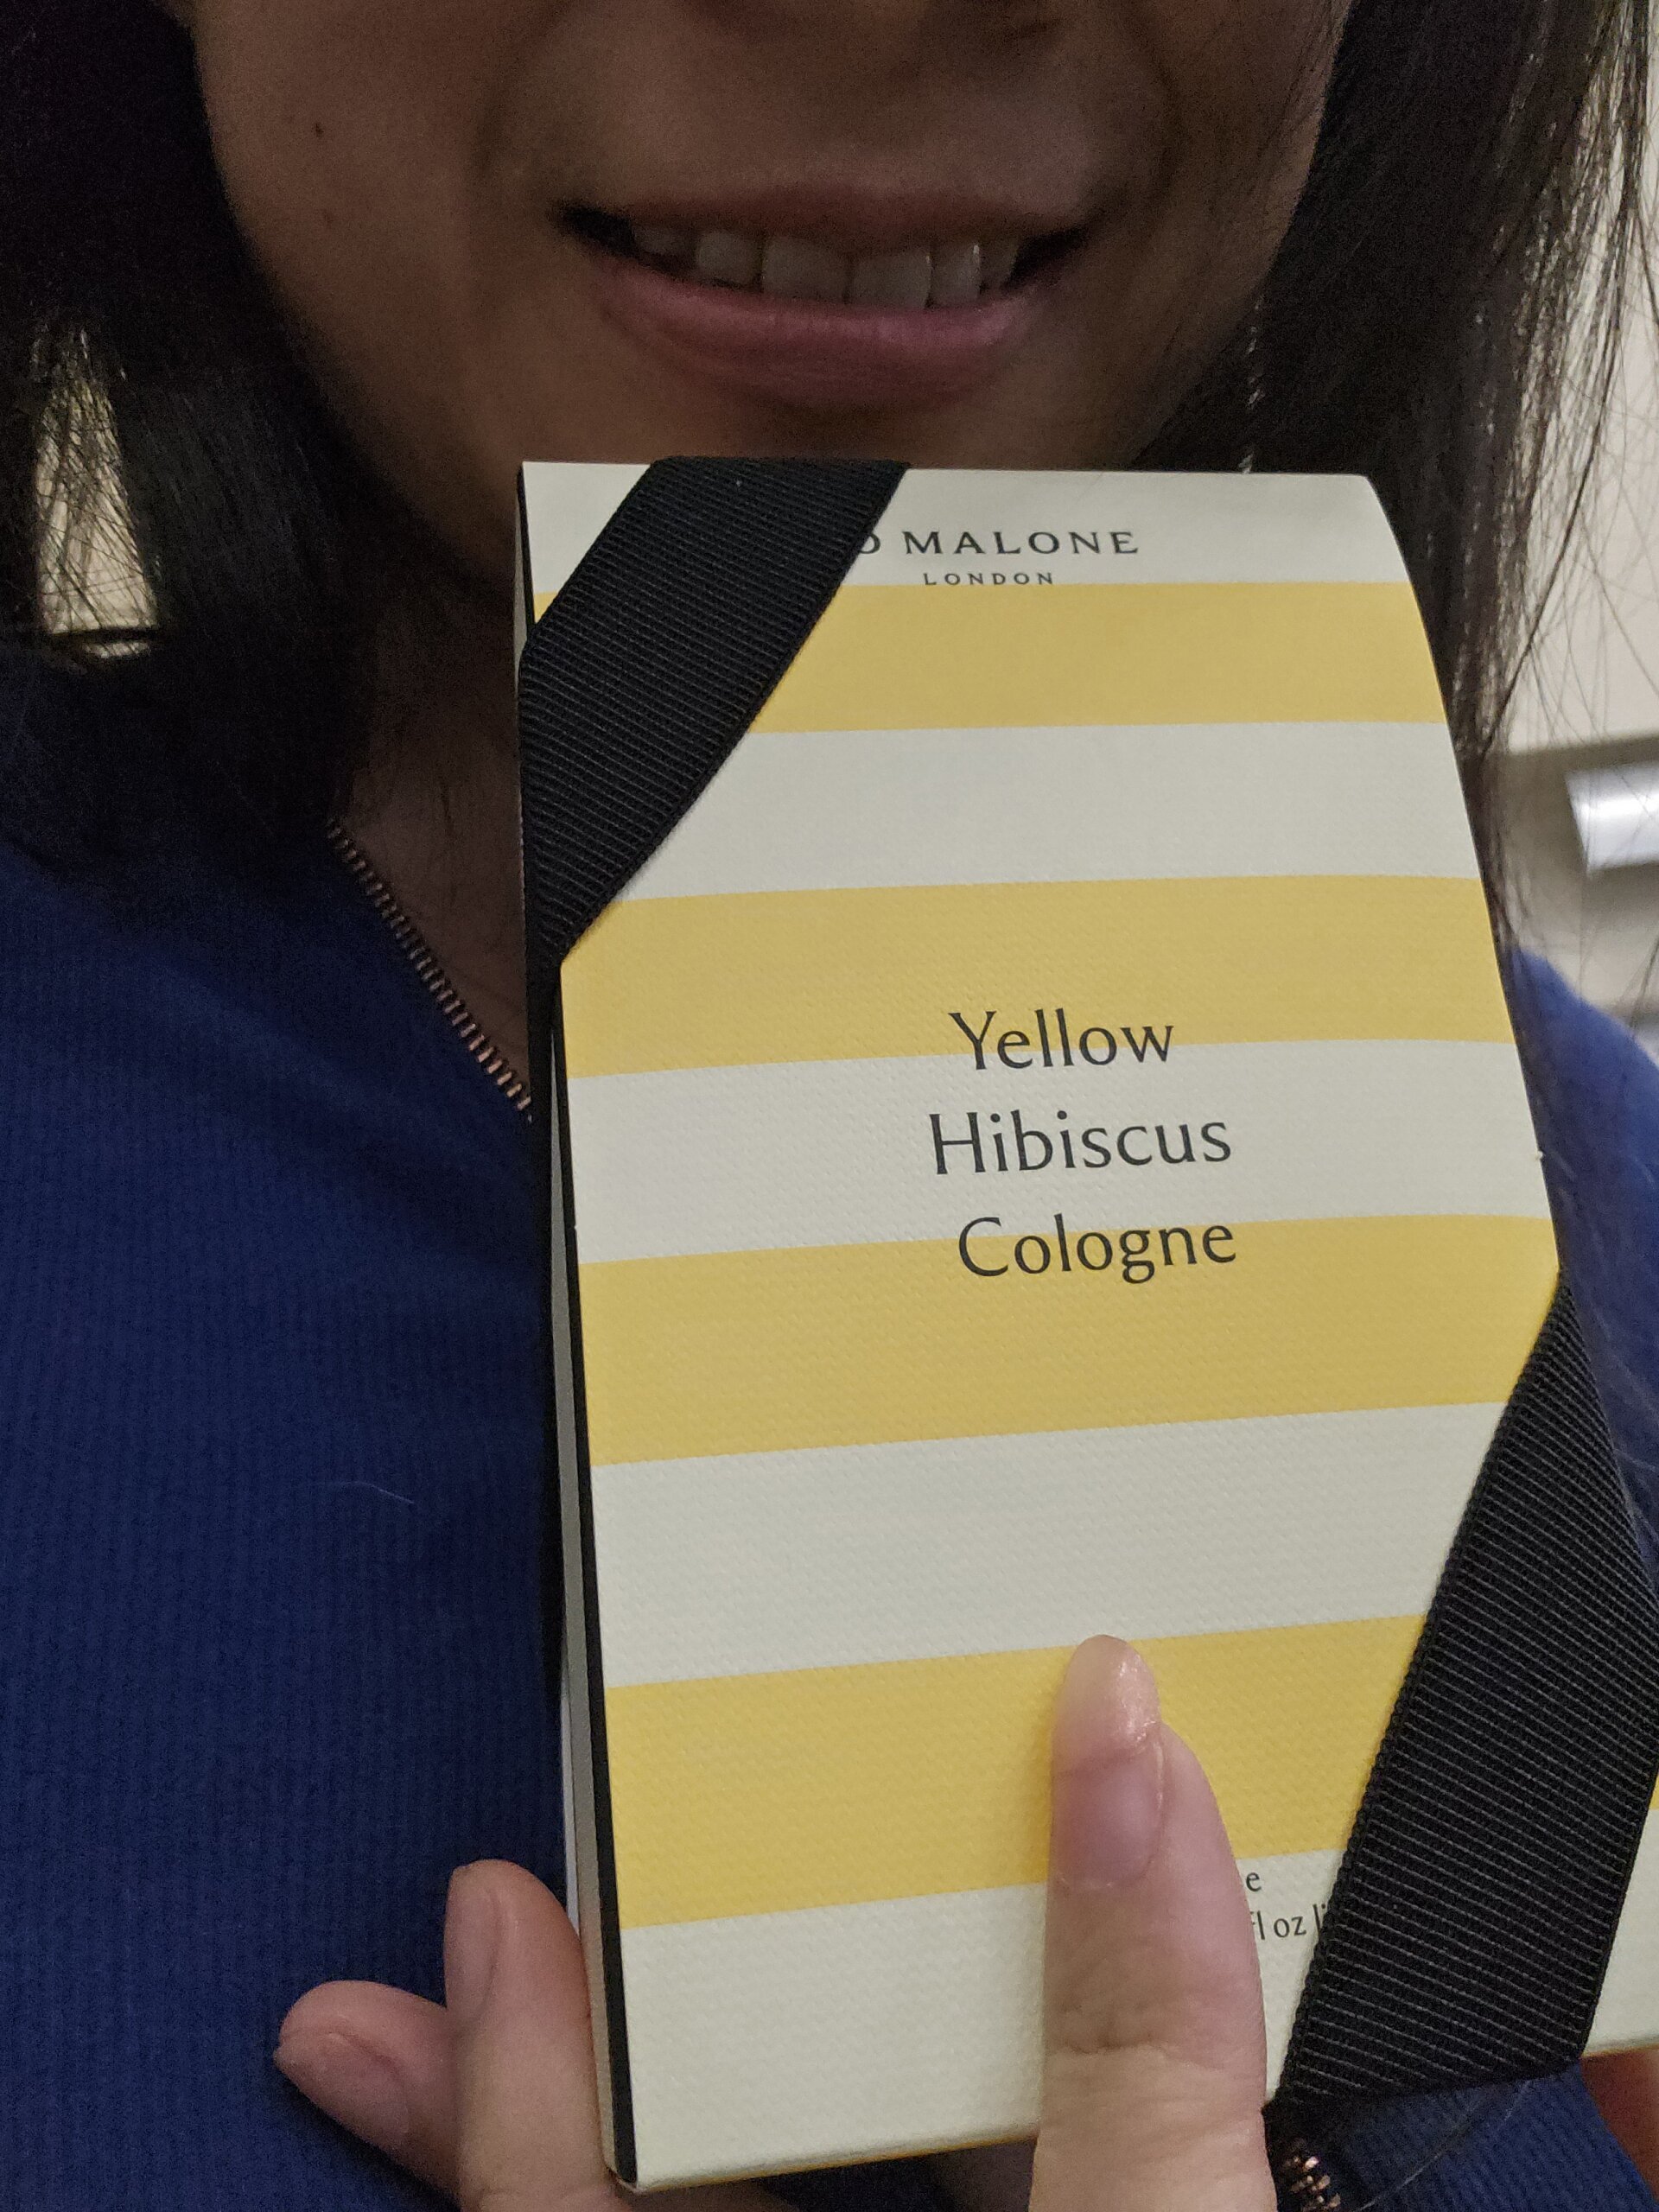 MALONE
LONDON
Yellow
Hibiscus
Cologne
fl oz